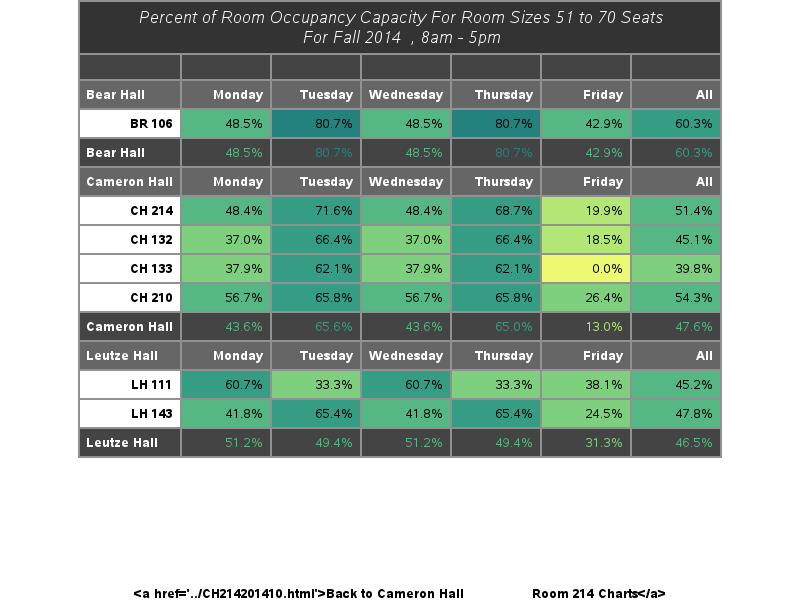 Percent of Room Occupancy Capacity For Room Sizes 51 to 70 Seats
For Fall 2014 , 8am - 5pm
Bear Hall Monday Tuesday Wednesday Thursday Friday All
BR 106 48.5% 80.7% 48.5% 80.7% 42.9% 60.3%
Bear Hall 48.5% 80.7% 48.5% 80.7% 42.9% 60.3%
Cameron Hall Monday Tuesday Wednesday Thursday Friday All
CH 214 48.4% 71.6% 48.4% 68.7% 19.9% 51.4%
CH 132 37.0% 66.4% 37.0% 66.4% 18.5% 45.1%
CH 133 37.9% 62.1% 37.9% 62.1% 0.0% 39.8%
CH 210 56.7% 65.8% 56.7% 65.8% 26.4% 54.3%
Cameron Hall 43.6% 65.6% 43.6% 65.0% 13.0% 47.6%
Leutze Hall Monday Tuesday Wednesday Thursday Friday All
LH 111 60.7% 33.3% 60.7% 33.3% 38.1% 45.2%
LH 143 41.8% 65.4% 41.8% 65.4% 24.5% 47.8%
Leutze Hall 51.2% 49.4% 51.2% 49.4% 31.3% 46.5%
<a href='../CH214201410.html'>Back to Cameron Hall Room 214 Charts</a>